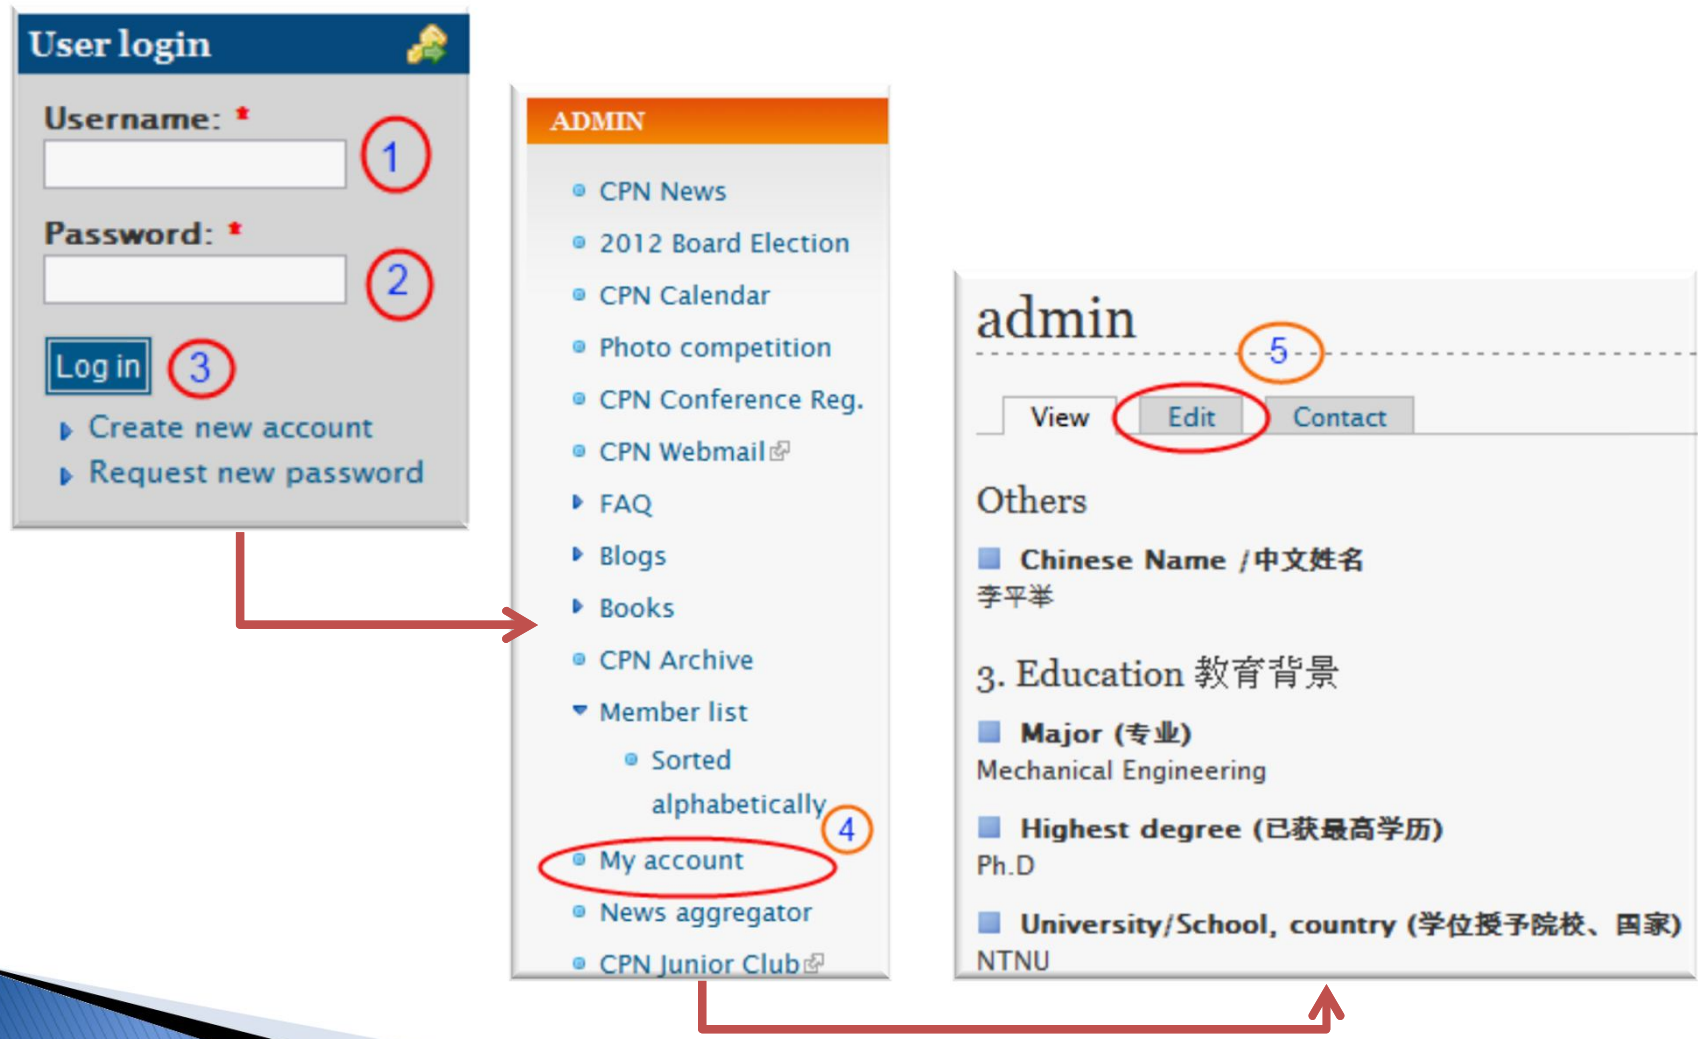 User login
Username: *
1
Password: *
2
Log in
3
Create new account
Request new password
ADMIN
CPN News
2012 Board Election
CPN Calendar
Photo competition
CPN Conference Reg.
CPN Webmail
FAQ
Blogs
Books
CPN Archive
Member list
Sorted
alphabetically
4
My account
News aggregator
CPN Junior Club
admin
5
View Edit Contact
Others
Chinese Name /中文姓名
李平举
3. Education 教育背景
Major (专业)
Mechanical Engineering
Highest degree (已获最高学历)
Ph.D
University/School, country (学位授予院校、国家)
NTNU